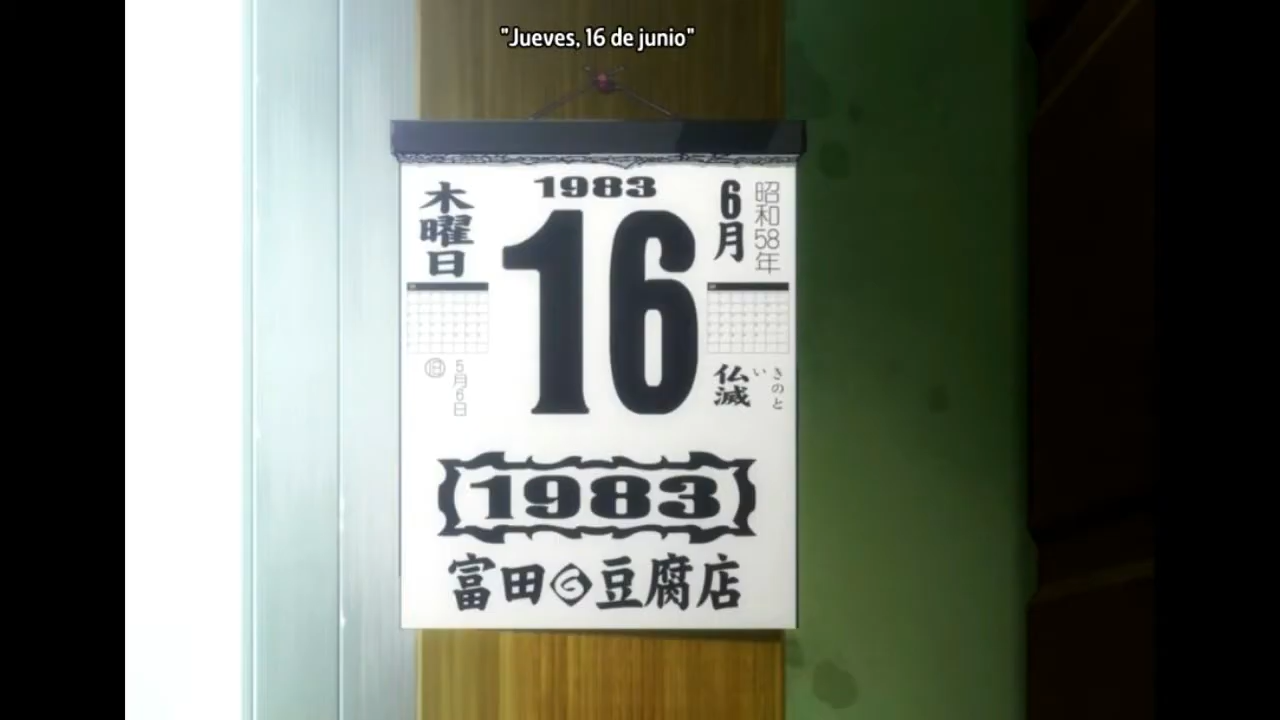 "Jueves, 16 de junio"
1983
木曜日
16
6月
昭和58年
旧
5月6日
仏滅
きのと
い
1983
富田豆腐店